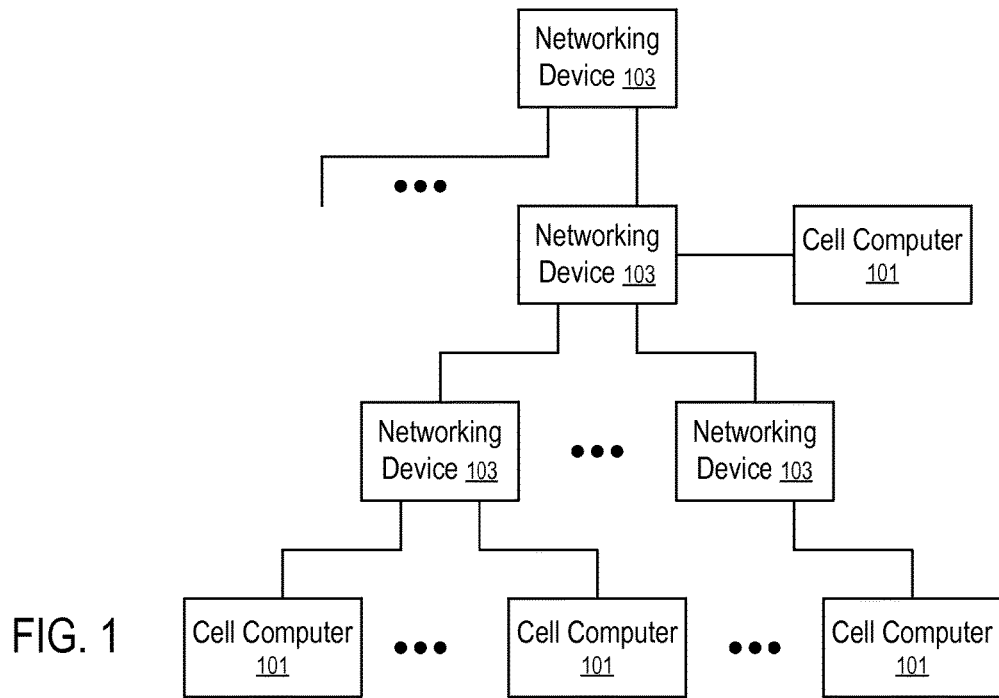 Networking
Device 103
Networking
Device 103
Cell Computer
101
Networking
Device 103
Networking
Device 103
Cell Computer
101
Cell Computer
101
Cell Computer
101
FIG. 1